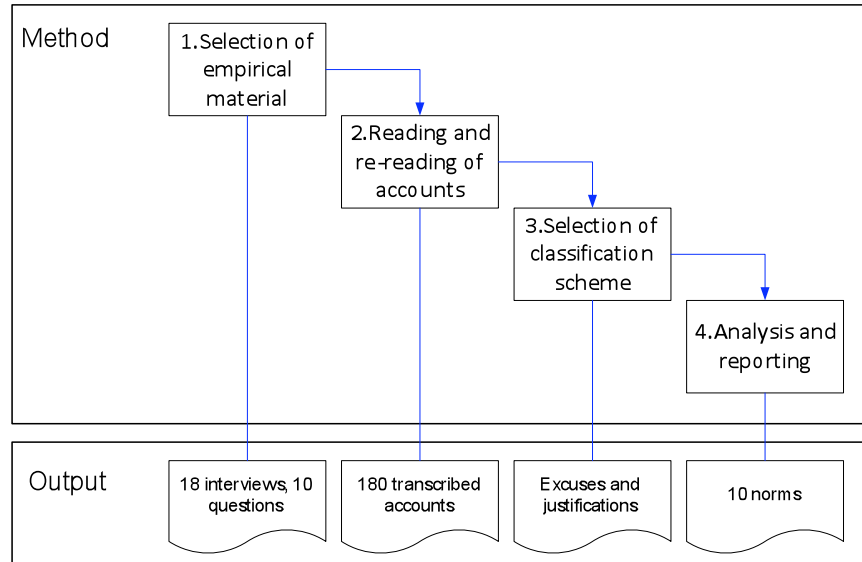 Method
1.Selection of
empirical
material
2.Reading and
re-reading of
accounts
3.Selection of
classification
scheme
4.Analysis and
reporting
Output
18 interviews, 10
questions
180 transcribed
accounts
Excuses and
justifications
10 norms